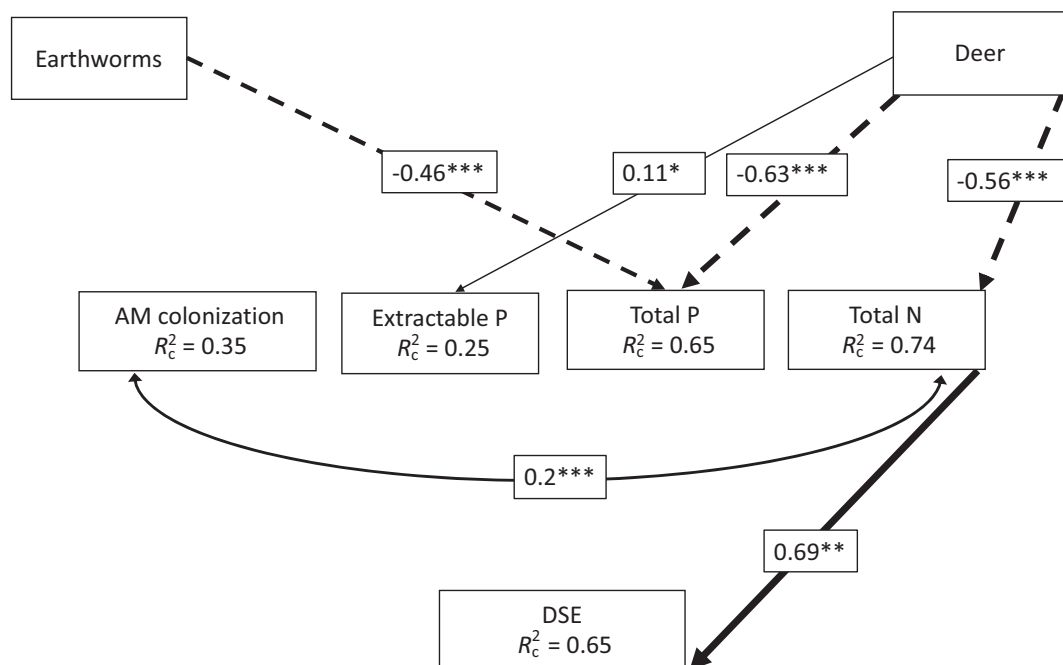 Earthworms
Deer
-0.46***
0.11*
-0.63***
-0.56***
AM colonization
R²c = 0.35
Extractable P
R²c = 0.25
Total P
R²c = 0.65
Total N
R²c = 0.74
0.2***
0.69**
DSE
R²c = 0.65